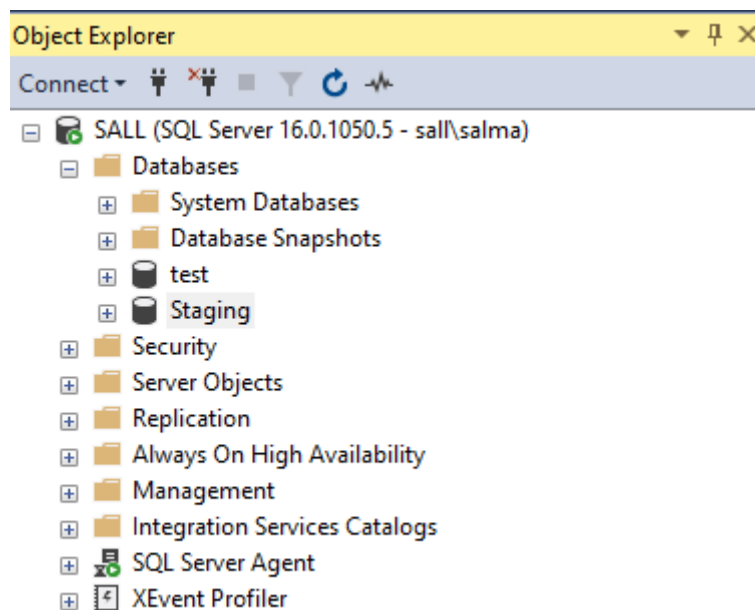 Object Explorer
Connect
SALL (SQL Server 16.0.1050.5 - sall\salma)
Databases
System Databases
Database Snapshots
test
Staging
Security
Server Objects
Replication
Always On High Availability
Management
Integration Services Catalogs
SQL Server Agent
XEvent Profiler